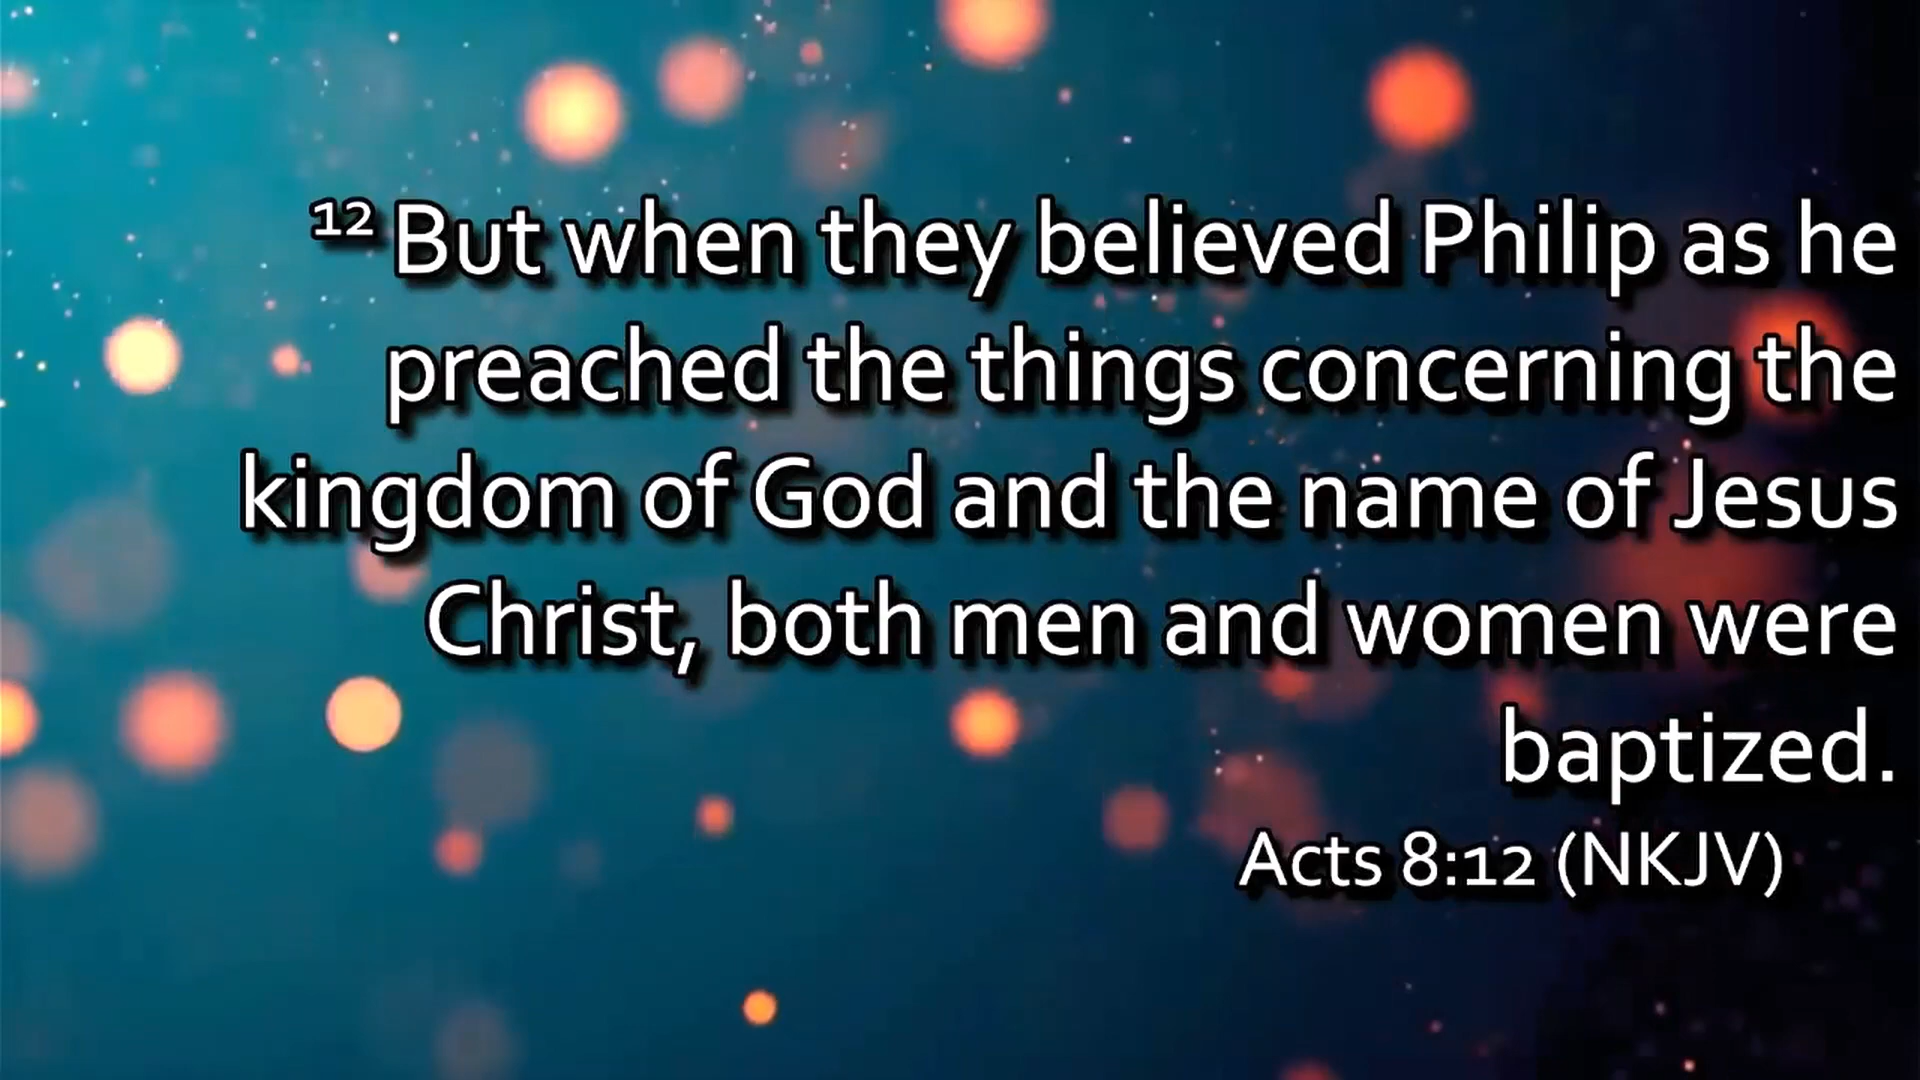 ¹² But when they believed Philip as he
preached the things concerning the
kingdom of God and the name of Jesus
Christ, both men and women were
baptized.
Acts 8:12 (NKJV)